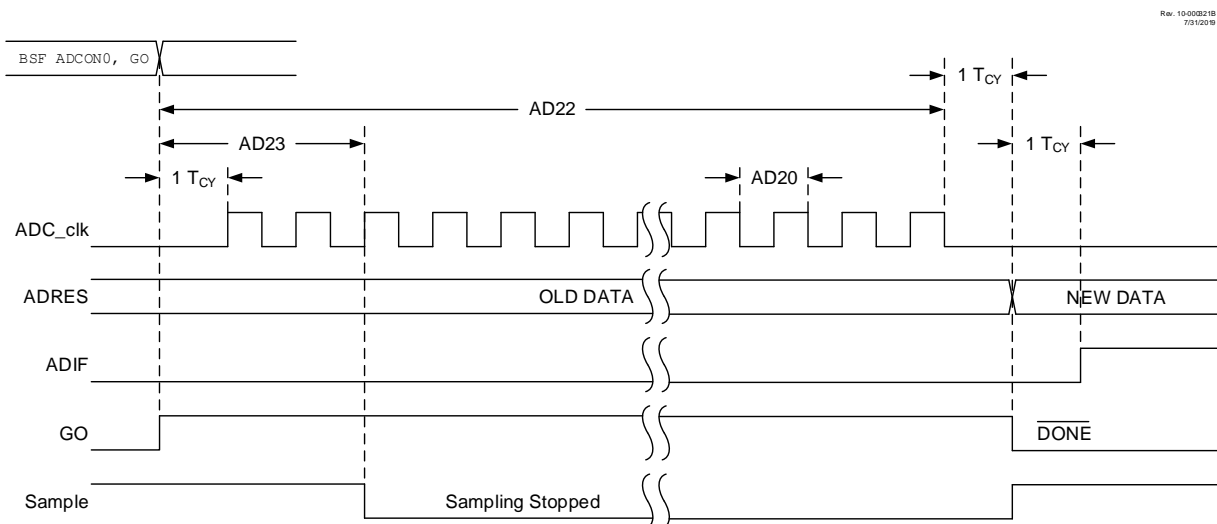 Rev. 10-000321B
7/31/2019
BSF ADCON0, GO
1 TCY
AD22
AD23
1 TCY
1 TCY
AD20
ADC_clk
ADRES
OLD DATA
NEW DATA
ADIF
GO
DONE
Sample
Sampling Stopped